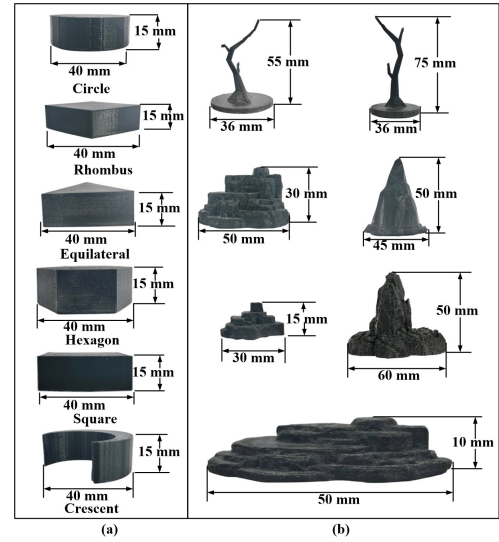 15 mm
40 mm
Circle
15 mm
40 mm
Rhombus
15 mm
40 mm
Equilateral
15 mm
40 mm
Hexagon
15 mm
40 mm
Square
15 mm
40 mm
Crescent
(a)
55 mm
36 mm
75 mm
36 mm
30 mm
50 mm
50 mm
45 mm
15 mm
30 mm
50 mm
60 mm
10 mm
50 mm
(b)